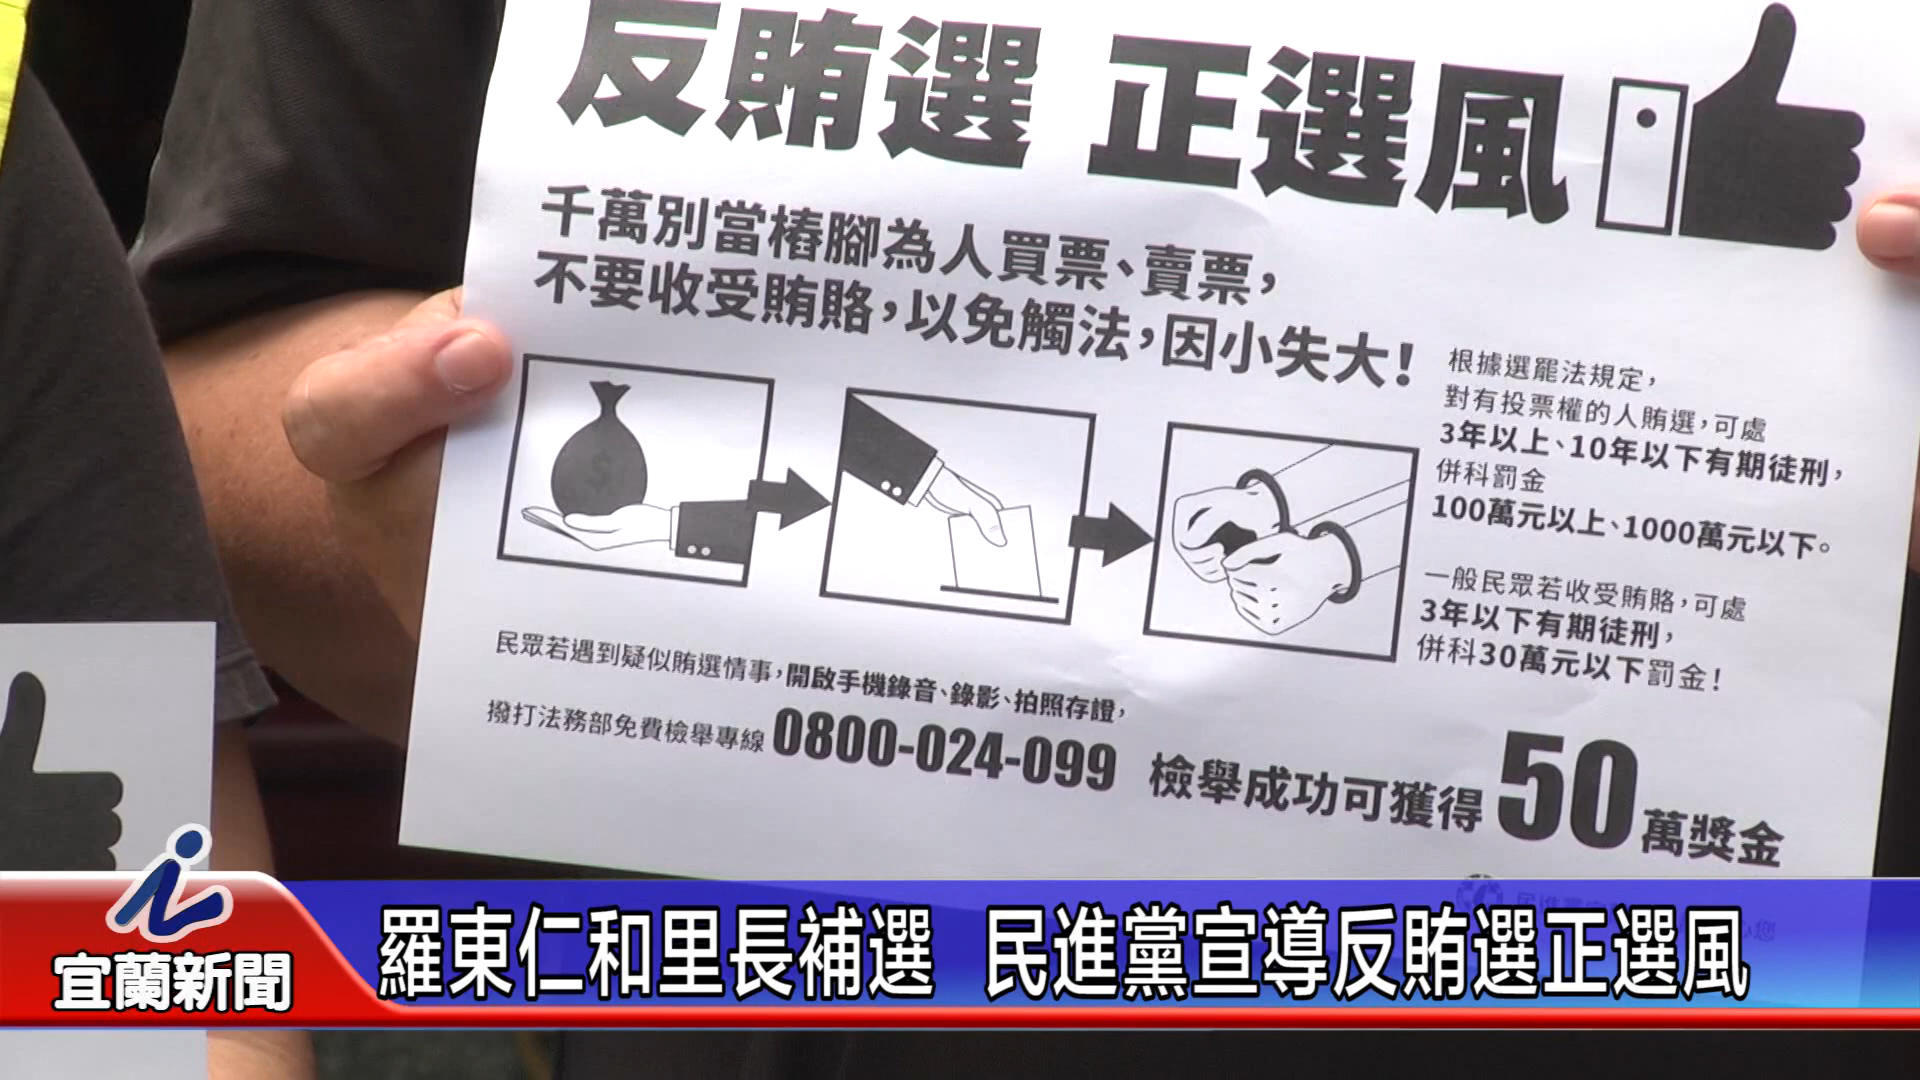 反賄選 正選風
千萬別當樁腳為人買票、賣票，
不要收受賄賂，以免觸法，因小失大！
根據選罷法規定，
對有投票權的人賄選，可處
3年以上、10年以下有期徒刑，
併科罰金
100萬元以上、1000萬元以下。
一般民眾若收受賄賂，可處
3年以下有期徒刑，
併科30萬元以下罰金！
$
民眾若遇到疑似賄選情事，開啟手機錄音、錄影、拍照存證，
撥打法務部免費檢舉專線 0800-024-099 檢舉成功可獲得50萬獎金
宜蘭新聞
羅東仁和里長補選 民進黨宣導反賄選正選風